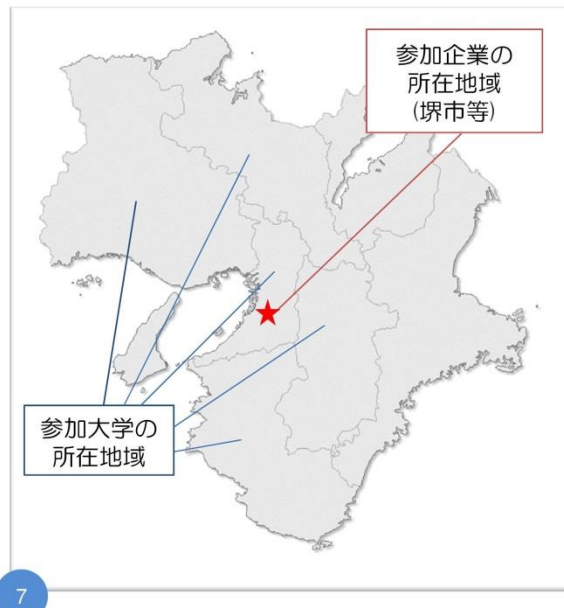 参加企業の
所在地域
(堺市等)
参加大学の
所在地域
7